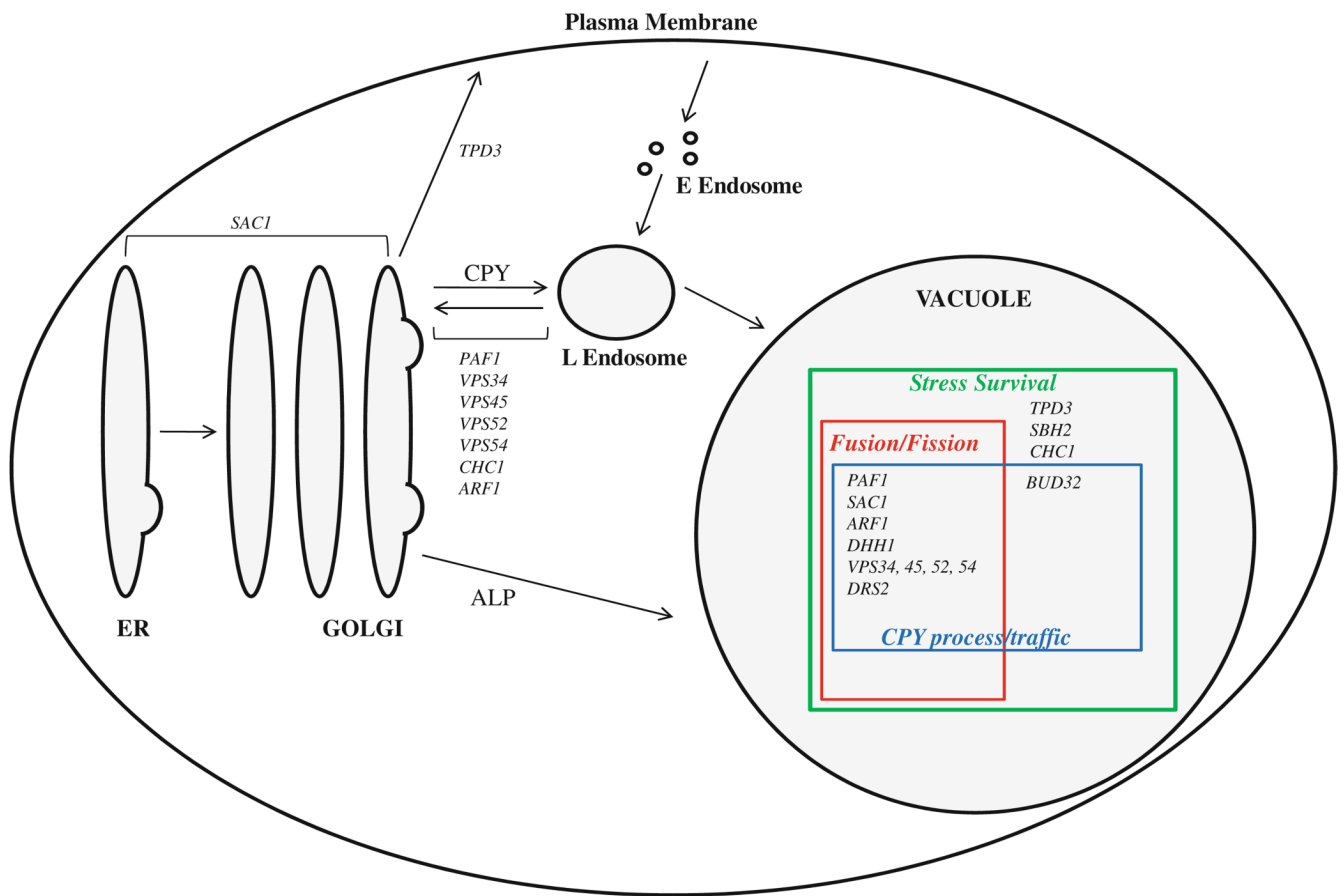 Plasma Membrane
TPD3
E Endosome
SAC1
CPY
L Endosome
PAF1
VPS34
VPS45
VPS52
VPS54
CHC1
ARF1
ALP
ER
GOLGI
VACUOLE
Stress Survival
TPD3
SBH2
CHC1
BUD32
Fusion/Fission
PAF1
SAC1
ARF1
DHH1
VPS34, 45, 52, 54
DRS2
CPY process/traffic